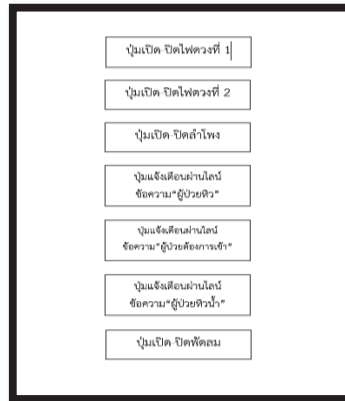 ปุ่มเปิด-ปิดไฟดวงที่ 1
ปุ่มเปิด-ปิดไฟดวงที่ 2
ปุ่มเปิด-ปิดลำโพง
ปุ่มแจ้งเตือนผ่านไลน์
ข้อความ“ผู้ป่วยหิว”
ปุ่มแจ้งเตือนผ่านไลน์
ข้อความ“ผู้ป่วยต้องการเข้า”
ปุ่มแจ้งเตือนผ่านไลน์
ข้อความ“ผู้ป่วยหิวน้ำ”
ปุ่มเปิด-ปิดพัดลม